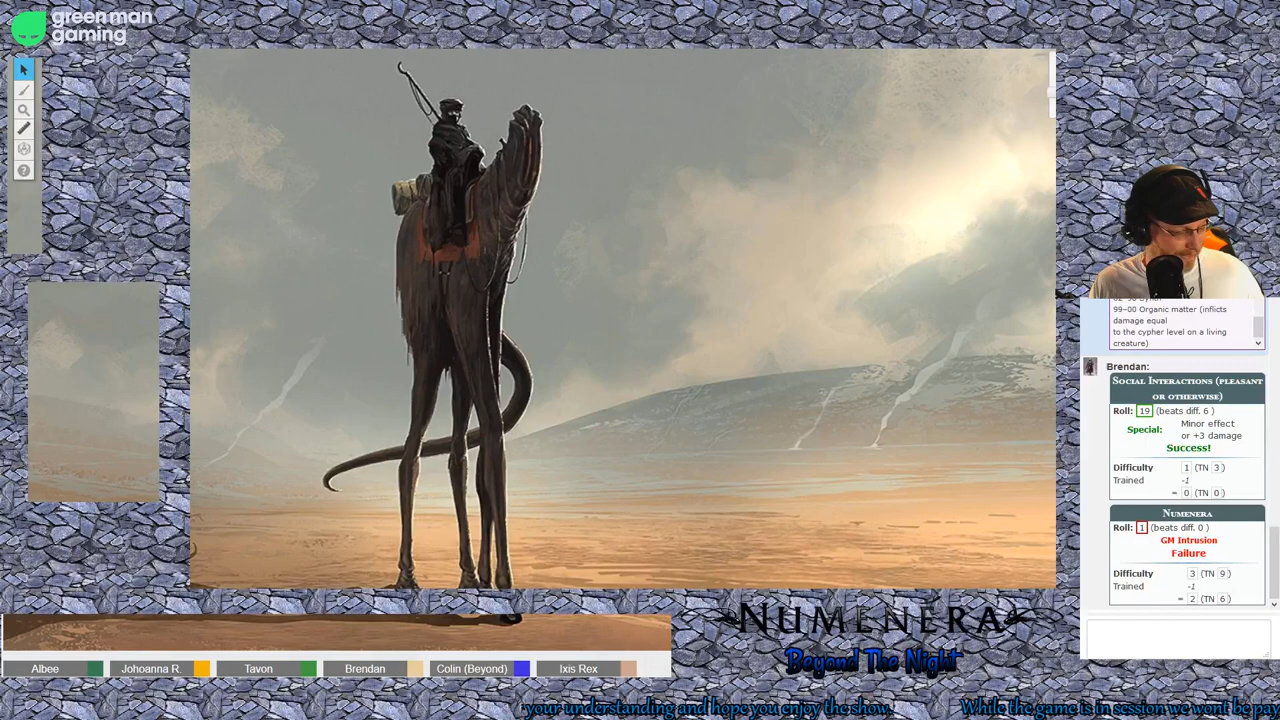 greenman
gaming
99–00 Organic matter (inflicts
damage equal
to the cypher level on a living
creature)
Brendan:
Social Interactions (pleasant
or otherwise)
Roll: 19 (beats diff. 6 )
Special: Minor effect
or +3 damage
Success!
Difficulty 1 (TN 3)
Trained -1
= 0 (TN 0)
Numenera
Roll: 1 (beats diff. 0 )
GM Intrusion
Failure
Difficulty 3 (TN 9)
Trained -1
= 2 (TN 6)
Numenera
Beyond The Night
Albee
Johoanna R.
Tavon
Brendan
Colin (Beyond)
Ixis Rex
your understanding and hope you enjoy the show.
While the game is in session we wont be pay